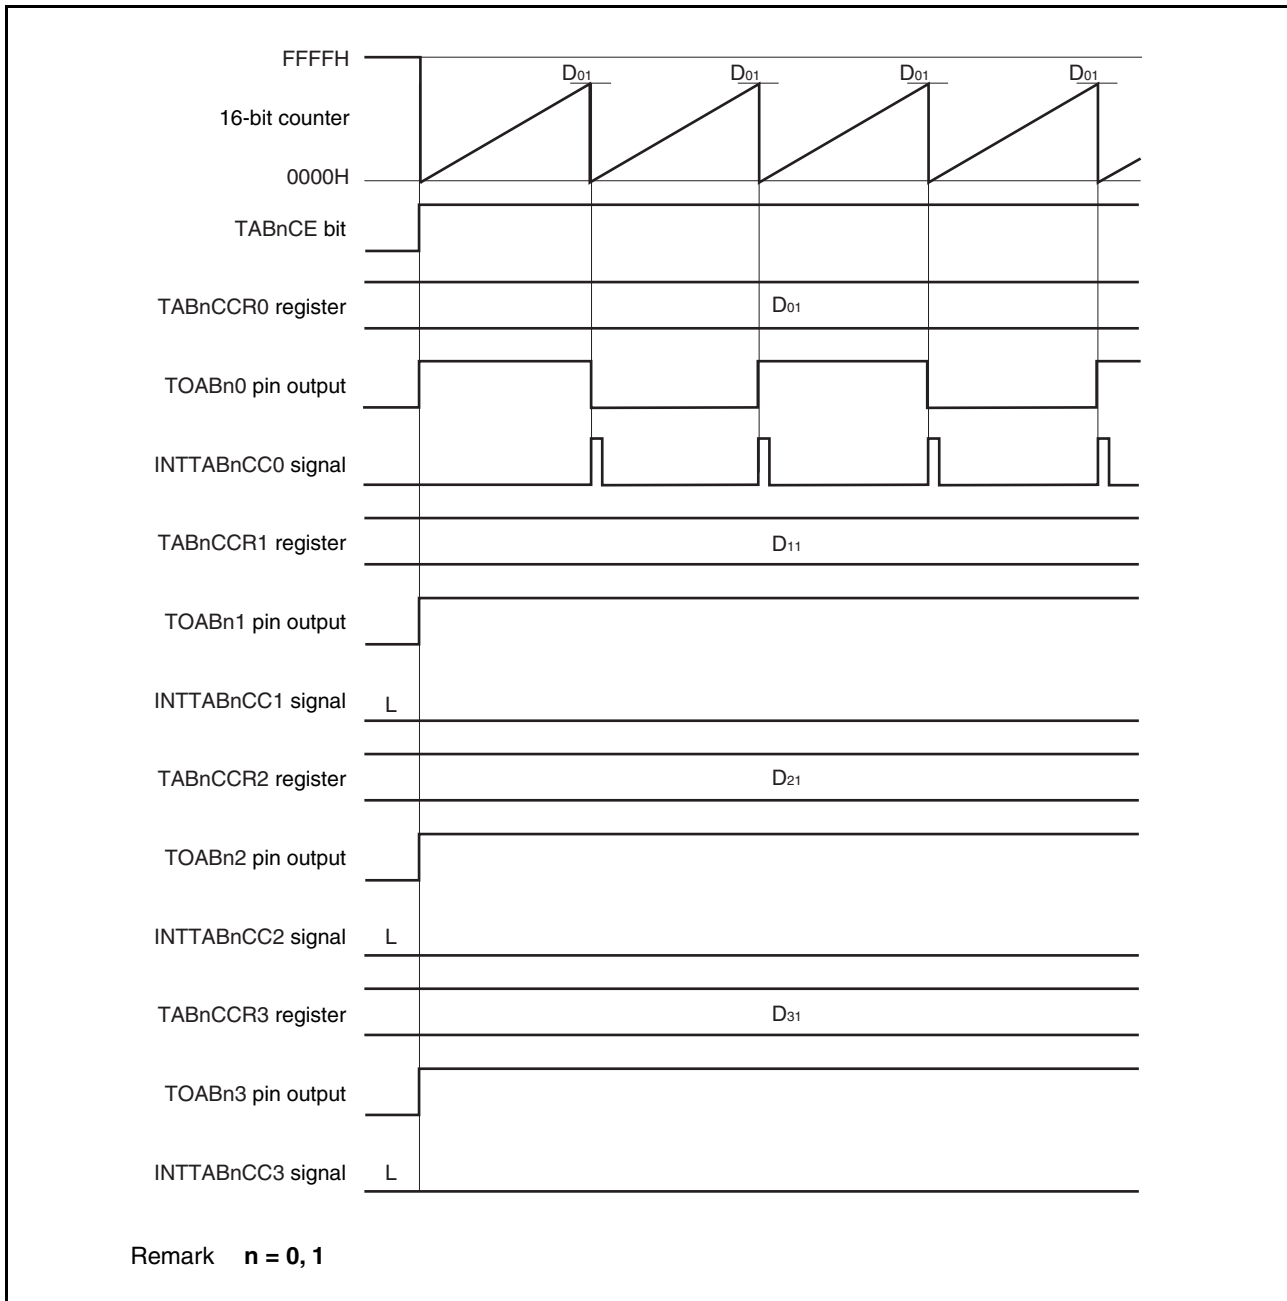 FFFFH
D01 D01 D01 D01
16-bit counter
0000H
TABnCE bit
TABnCCR0 register D01
TOABn0 pin output
INTTABnCC0 signal
TABnCCR1 register D11
TOABn1 pin output
INTTABnCC1 signal L
TABnCCR2 register D21
TOABn2 pin output
INTTABnCC2 signal L
TABnCCR3 register D31
TOABn3 pin output
INTTABnCC3 signal L
Remark n = 0, 1